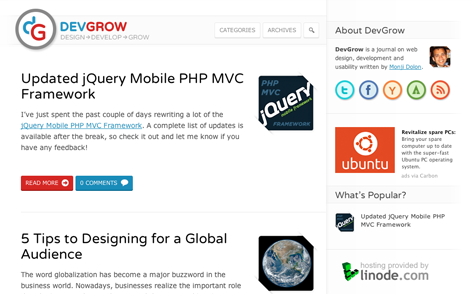 DEVGROW
DESIGN+DEVELOP+GROW
CATEGORIES
ARCHIVES
Updated jQuery Mobile PHP MVC
Framework
I've just spent the past couple of days rewriting a lot of the
jQuery Mobile PHP MVC Framework. A complete list of updates is
available after the break, so check it out and let me know if you
have any feedback!
PHP
MVC
jQuery
mobile framework
FRAMEWORK
READ MORE
0 COMMENTS
5 Tips to Designing for a Global
Audience
The word globalization has become a major buzzword in the
business world. Nowadays, businesses realize the important role
About DevGrow
DevGrow is a journal on web
design, development and
usability written by Monji Dolon.
ubuntu
Revitalize spare PCs:
Bring your spare
computer up to date
with the super-fast
Ubuntu PC operating
system.
ads via Carbon
What's Popular?
Updated jQuery Mobile PHP
MVC Framework
hosting provided by
linode.com